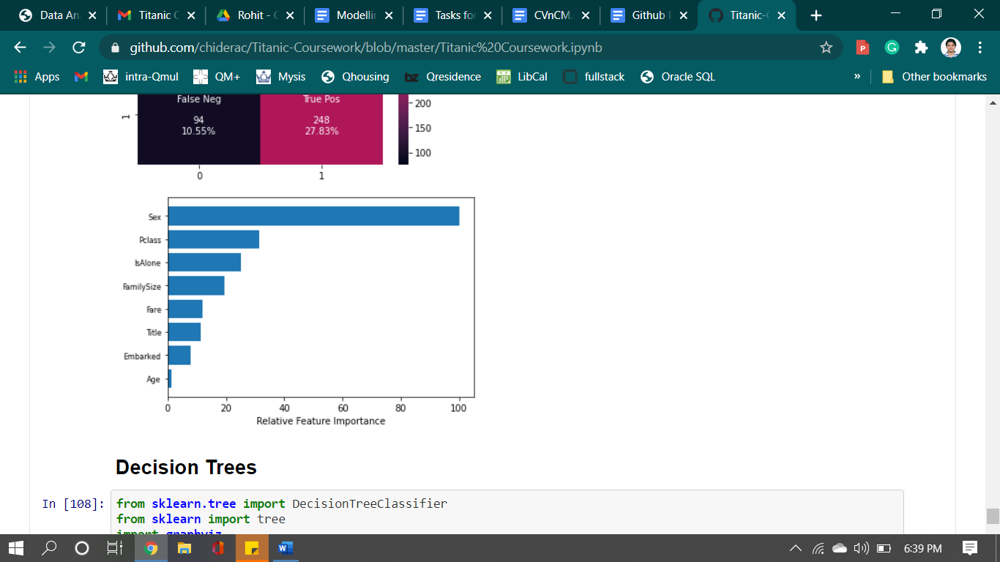 Data An
Titanic C
Rohit - G
Modellin
Tasks for
CVnCM.
Github I
Titanic-C
github.com/chiderac/Titanic-Coursework/blob/master/Titanic%20Coursework.ipynb
Apps
intra-Qmul
QM+
Mysis
Qhousing
Qresidence
LibCal
fullstack
Oracle SQL
»
Other bookmarks
False Neg True Pos
94 248
10.55% 27.83%
1
200
150
100
0 1
Sex
Pclass
IsAlone
FamilySize
Fare
Title
Embarked
Age
0 20 40 60 80 100
Relative Feature Importance
Decision Trees
In [108]: from sklearn.tree import DecisionTreeClassifier
from sklearn import tree
import graphviz
6:39 PM